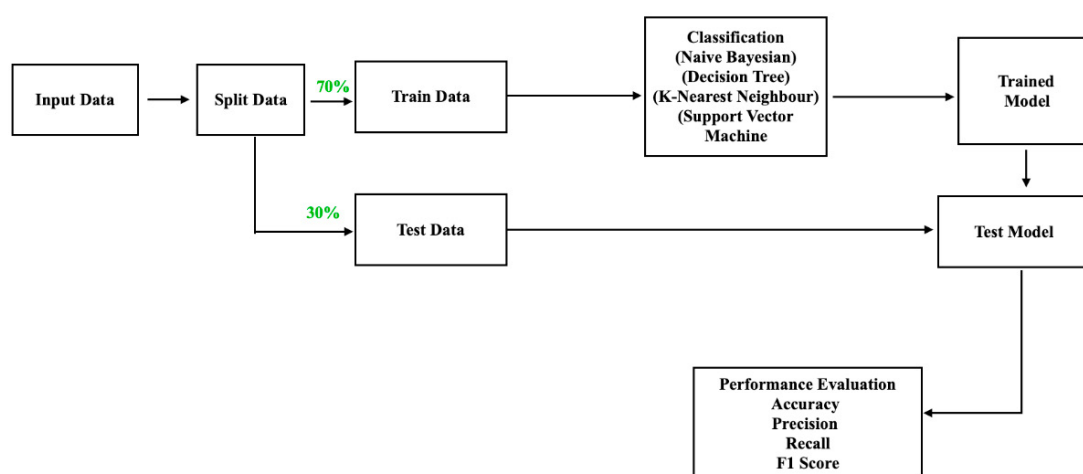 Input Data
Split Data
70%
Train Data
Classification
(Naive Bayesian)
(Decision Tree)
(K-Nearest Neighbour)
(Support Vector
Machine
Trained
Model
30%
Test Data
Test Model
Performance Evaluation
Accuracy
Precision
Recall
F1 Score